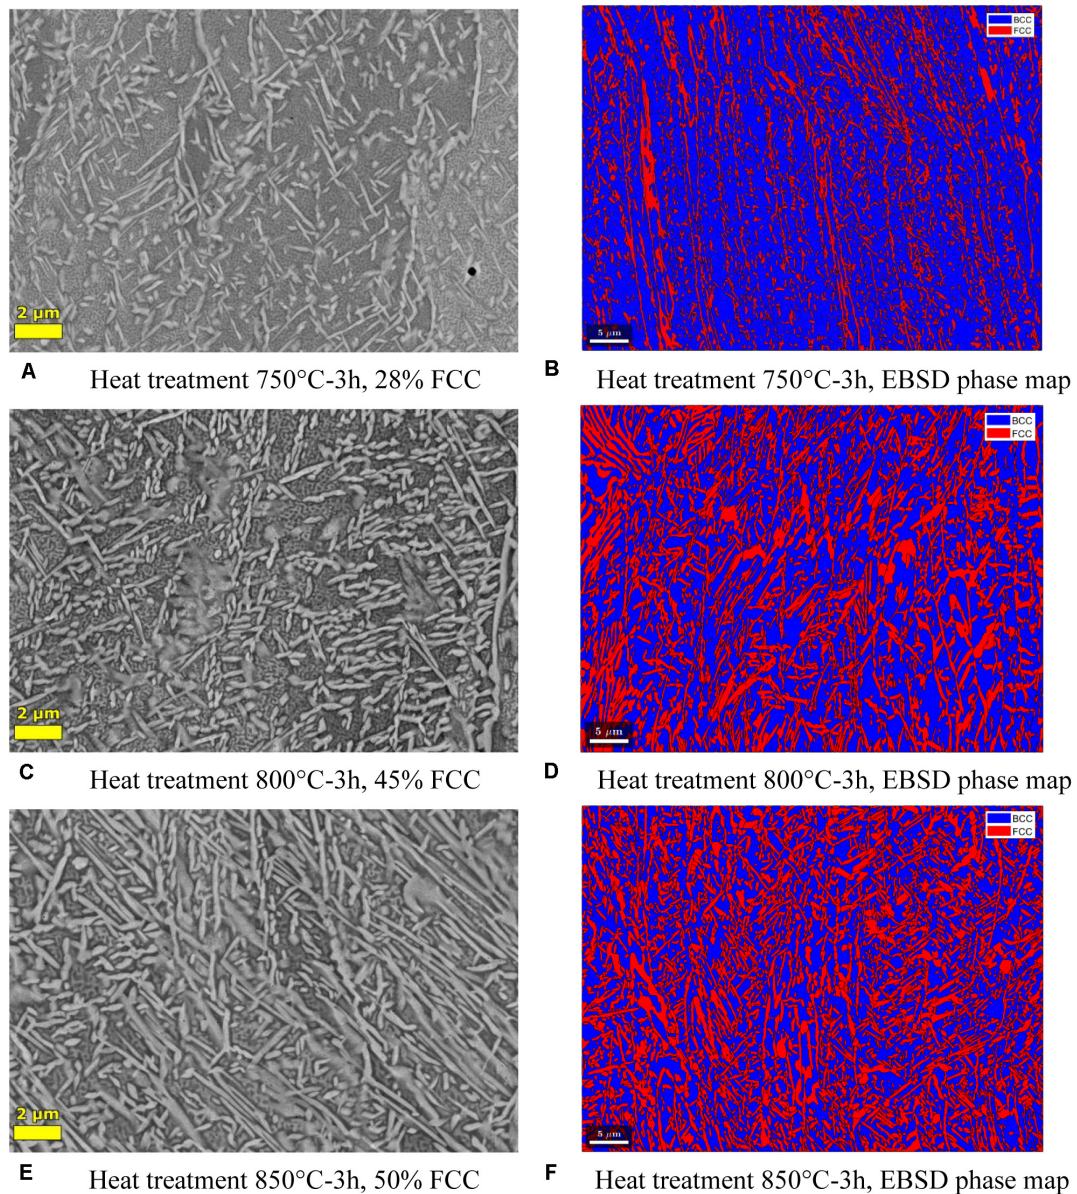 BCC
FCC
2 μm
5 μm
A Heat treatment 750°C-3h, 28% FCC
B Heat treatment 750°C-3h, EBSD phase map
BCC
FCC
2 μm
5 μm
C Heat treatment 800°C-3h, 45% FCC
D Heat treatment 800°C-3h, EBSD phase map
BCC
FCC
2 μm
5 μm
E Heat treatment 850°C-3h, 50% FCC
F Heat treatment 850°C-3h, EBSD phase map